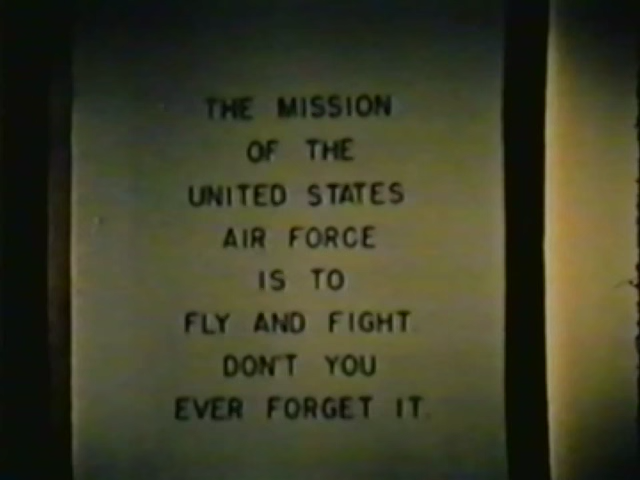 THE MISSION
OF THE
UNITED STATES
AIR FORCE
IS TO
FLY AND FIGHT
DON'T YOU
EVER FORGET IT.